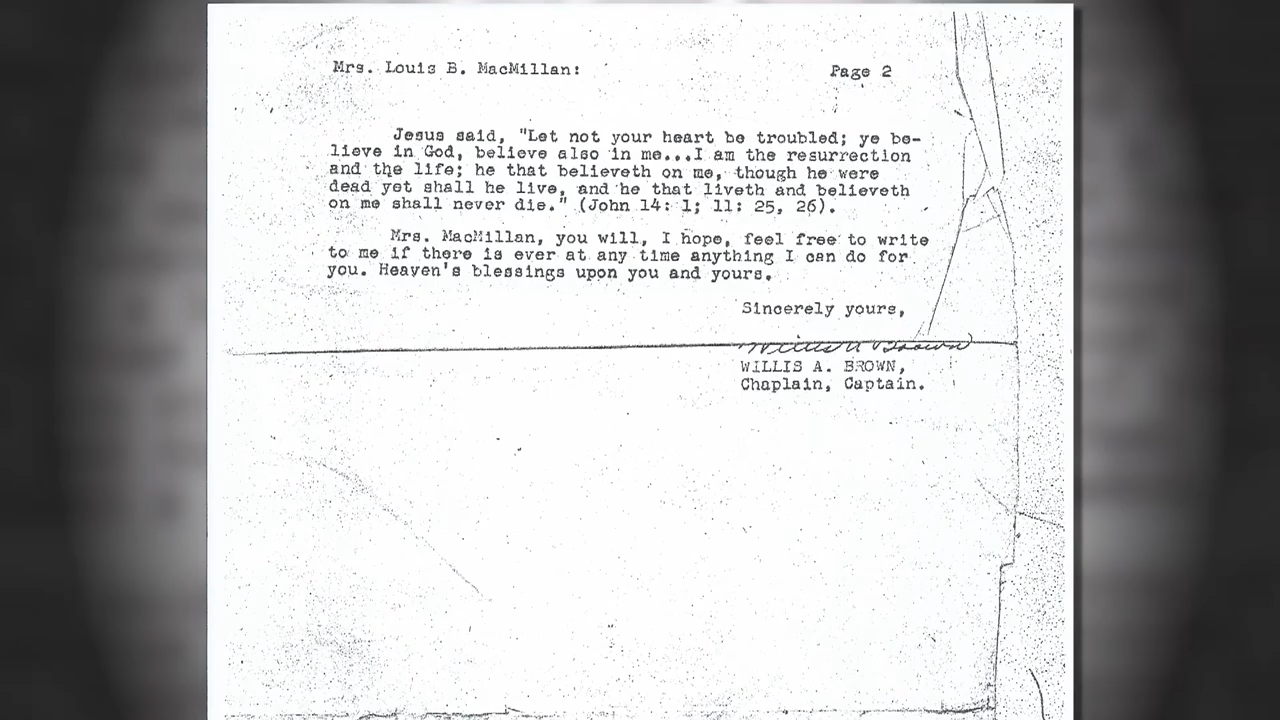 Mrs. Louis B. MacMillan: Page 2
Jesus said, "Let not your heart be troubled; ye be-
lieve in God, believe also in me...I am the resurrection
and the life; he that believeth on me, though he were
dead yet shall he live, and he that liveth and believeth
on me shall never die." (John 14: 1; 11: 25, 26).
Mrs. MacMillan, you will, I hope, feel free to write
to me if there is ever at any time anything I can do for
you. Heaven's blessings upon you and yours.
Sincerely yours,
Willis A Brown
WILLIS A. BROWN,
Chaplain, Captain.